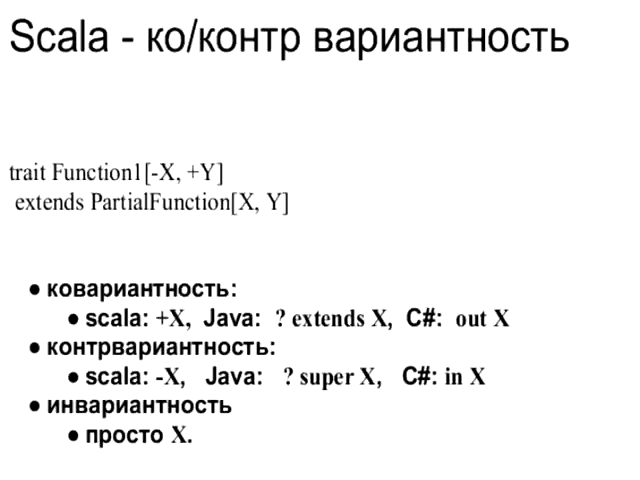 Scala - ко/контр вариантность
trait Function1[-X, +Y]
extends PartialFunction[X, Y]
● ковариантность:
● scala: +X, Java: ? extends X, C#: out X
● контрвариантность:
● scala: -X, Java: ? super X, C#: in X
● инвариантность
● просто X.